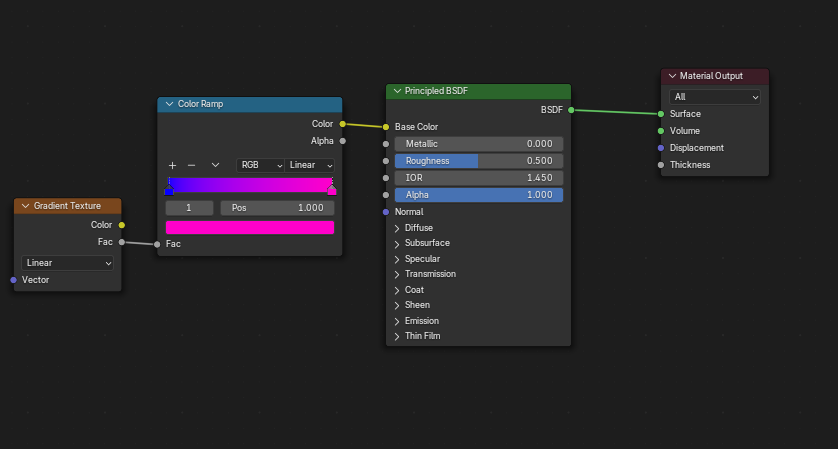 Gradient Texture
Color
Fac
Linear
Vector
Color Ramp
Color
Alpha
RGB
Linear
1
Pos 1.000
Fac
Principled BSDF
BSDF
Base Color
Metallic 0.000
Roughness 0.500
IOR 1.450
Alpha 1.000
Normal
Diffuse
Subsurface
Specular
Transmission
Coat
Sheen
Emission
Thin Film
Material Output
All
Surface
Volume
Displacement
Thickness